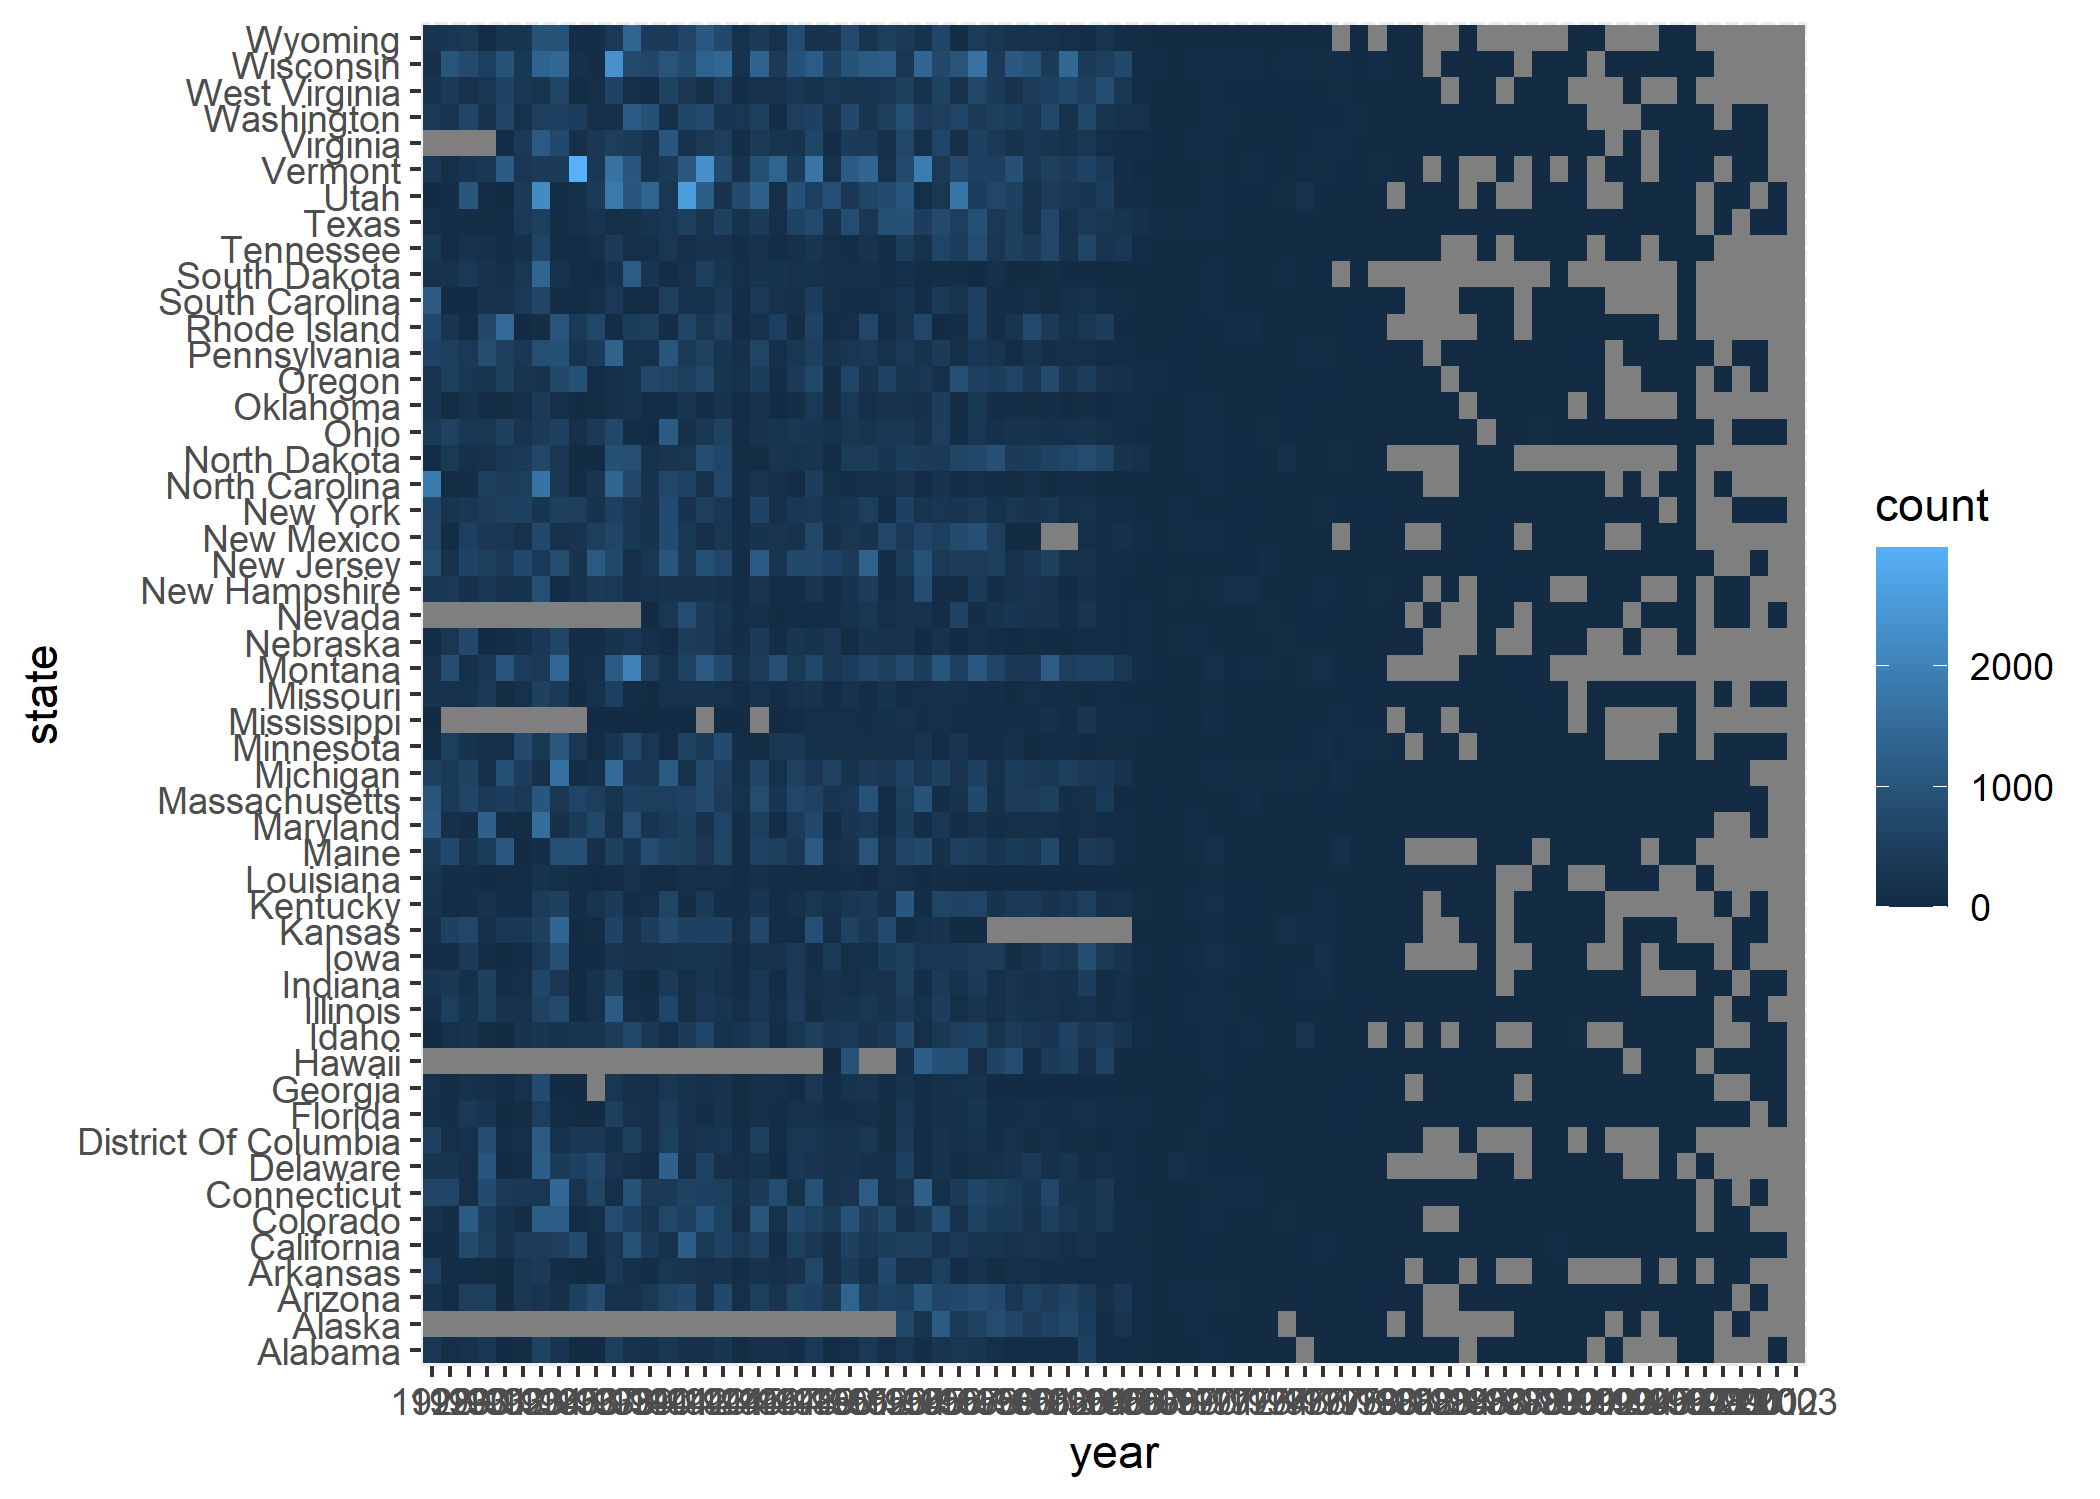 Wyoming
Wisconsin
West Virginia
Washington
Virginia
Vermont
Utah
Texas
Tennessee
South Dakota
South Carolina
Rhode Island
Pennsylvania
Oregon
Oklahoma
Ohio
North Dakota
North Carolina
New York
New Mexico
New Jersey
New Hampshire
Nevada
Nebraska
Montana
Missouri
Mississippi
Minnesota
Michigan
Massachusetts
Maryland
Maine
Louisiana
Kentucky
Kansas
Iowa
Indiana
Illinois
Idaho
Hawaii
Georgia
Florida
District Of Columbia
Delaware
Connecticut
Colorado
California
Arkansas
Arizona
Alaska
Alabama
state
year
count
2000
1000
0